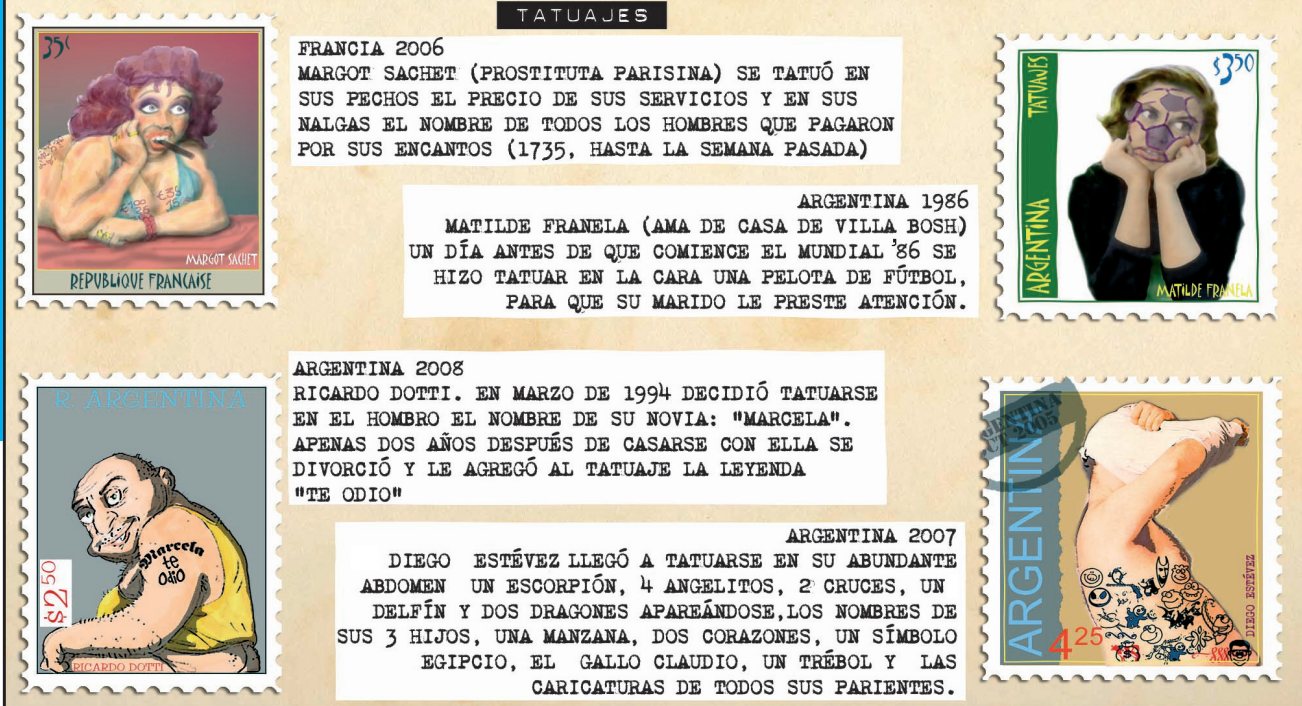 TATUAJES
35c
MARGOT SACHET
REPUBLIQUE FRANCAISE
FRANCIA 2006
MARGOT SACHET (PROSTITUTA PARISINA) SE TATUÓ EN
SUS PECHOS EL PRECIO DE SUS SERVICIOS Y EN SUS
NALGAS EL NOMBRE DE TODOS LOS HOMBRES QUE PAGARON
POR SUS ENCANTOS (1735, HASTA LA SEMANA PASADA)
ARGENTINA 1986
MATILDE FRANELA (AMA DE CASA DE VILLA BOSH)
UN DÍA ANTES DE QUE COMIENCE EL MUNDIAL '86 SE
HIZO TATUAR EN LA CARA UNA PELOTA DE FÚTBOL,
PARA QUE SU MARIDO LE PRESTE ATENCIÓN.
TATUAJES
ARGENTINA
$350
MATILDE FRANELA
R. ARGENTINA
Marcela
te
odio
$250
RICARDO DOTTI
ARGENTINA 2008
RICARDO DOTTI. EN MARZO DE 1994 DECIDIÓ TATUARSE
EN EL HOMBRO EL NOMBRE DE SU NOVIA: "MARCELA".
APENAS DOS AÑOS DESPUÉS DE CASARSE CON ELLA SE
DIVORCIÓ Y LE AGREGÓ AL TATUAJE LA LEYENDA
"TE ODIO"
ARGENTINA 2007
DIEGO ESTÉVEZ LLEGÓ A TATUARSE EN SU ABUNDANTE
ABDOMEN UN ESCORPIÓN, 4 ANGELITOS, 2 CRUCES, UN
DELFÍN Y DOS DRAGONES APAREÁNDOSE,LOS NOMBRES DE
SUS 3 HIJOS, UNA MANZANA, DOS CORAZONES, UN SÍMBOLO
EGIPCIO, EL GALLO CLAUDIO, UN TRÉBOL Y LAS
CARICATURAS DE TODOS SUS PARIENTES.
ARGENTINA
425
DIEGO ESTÉVEZ